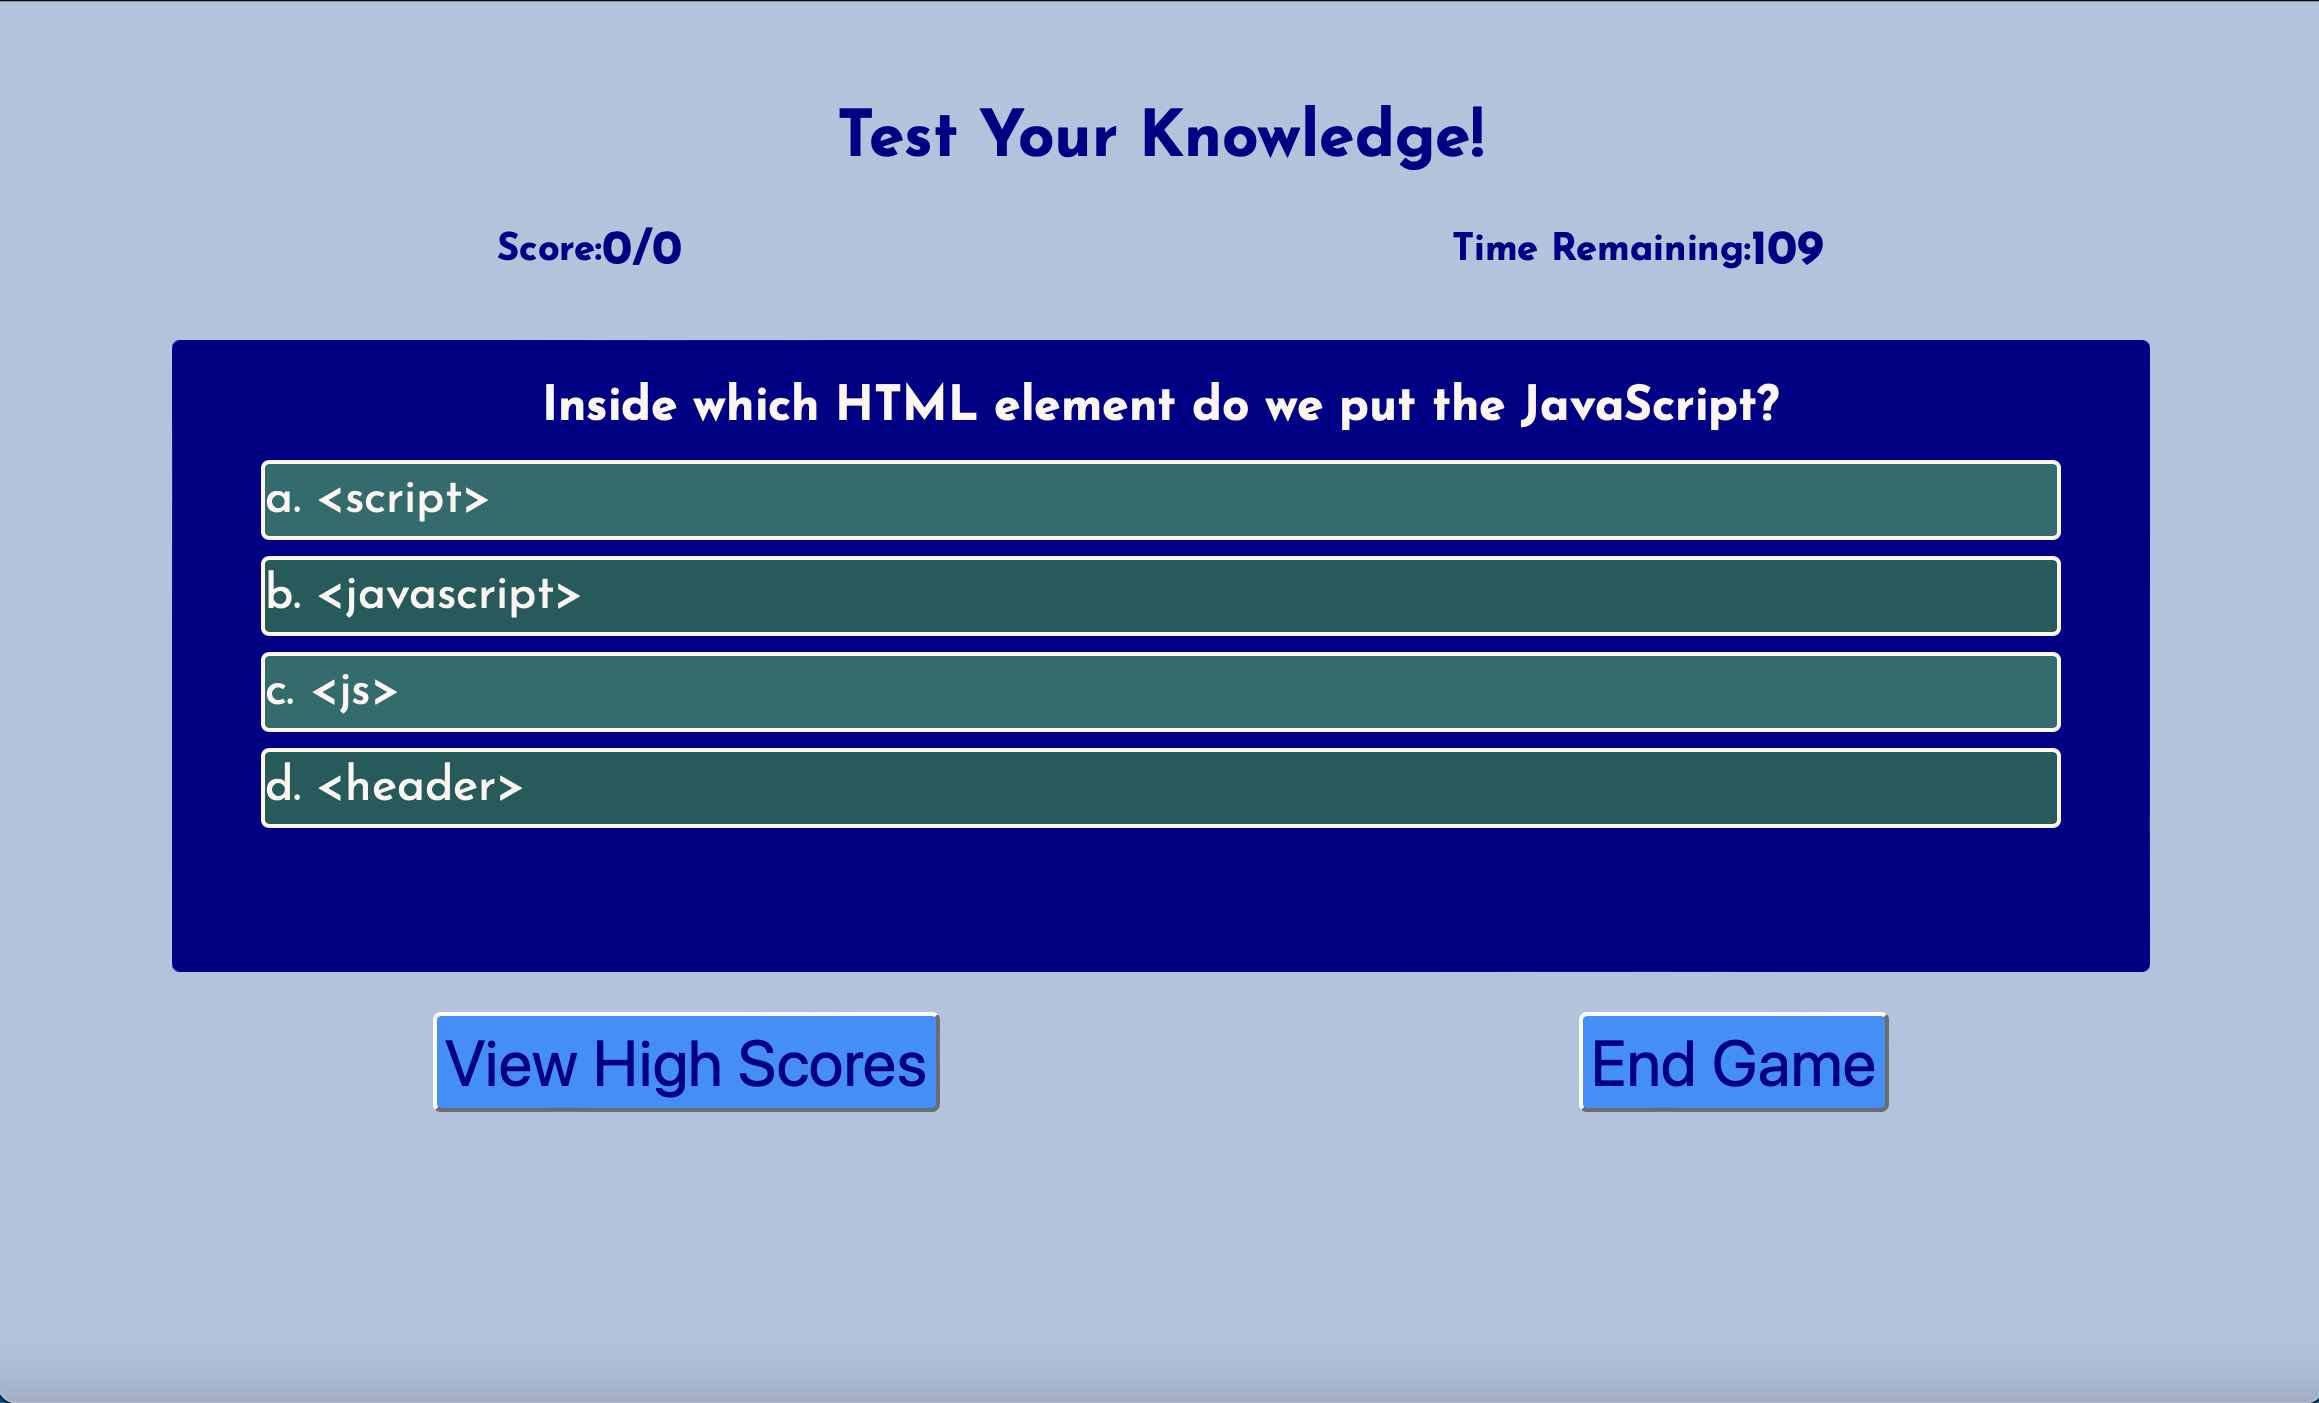 Test Your Knowledge!
Score:0/0 Time Remaining:109
Inside which HTML element do we put the JavaScript?
a. <script>
b. <javascript>
c. <js>
d. <header>
View High Scores End Game